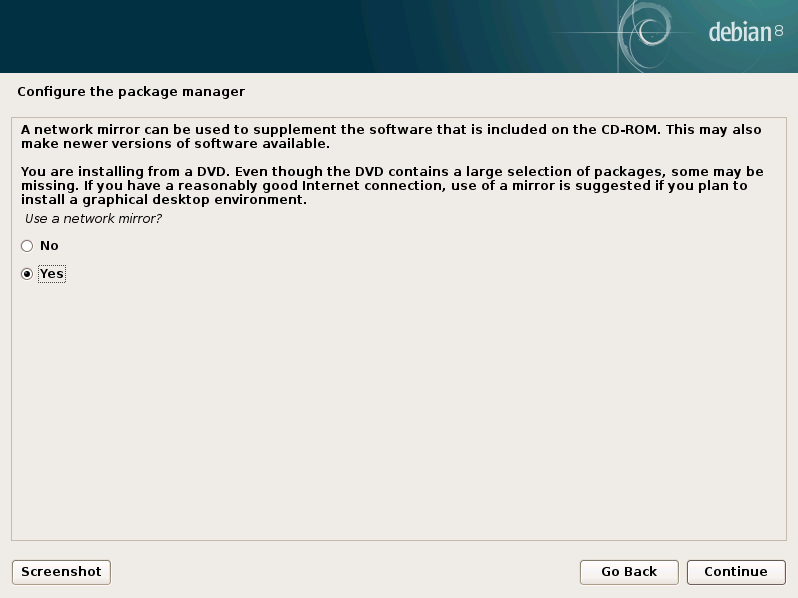 debian 8
Configure the package manager
A network mirror can be used to supplement the software that is included on the CD-ROM. This may also
make newer versions of software available.
You are installing from a DVD. Even though the DVD contains a large selection of packages, some may be
missing. If you have a reasonably good Internet connection, use of a mirror is suggested if you plan to
install a graphical desktop environment.
Use a network mirror?
No
Yes
Screenshot
Go Back
Continue